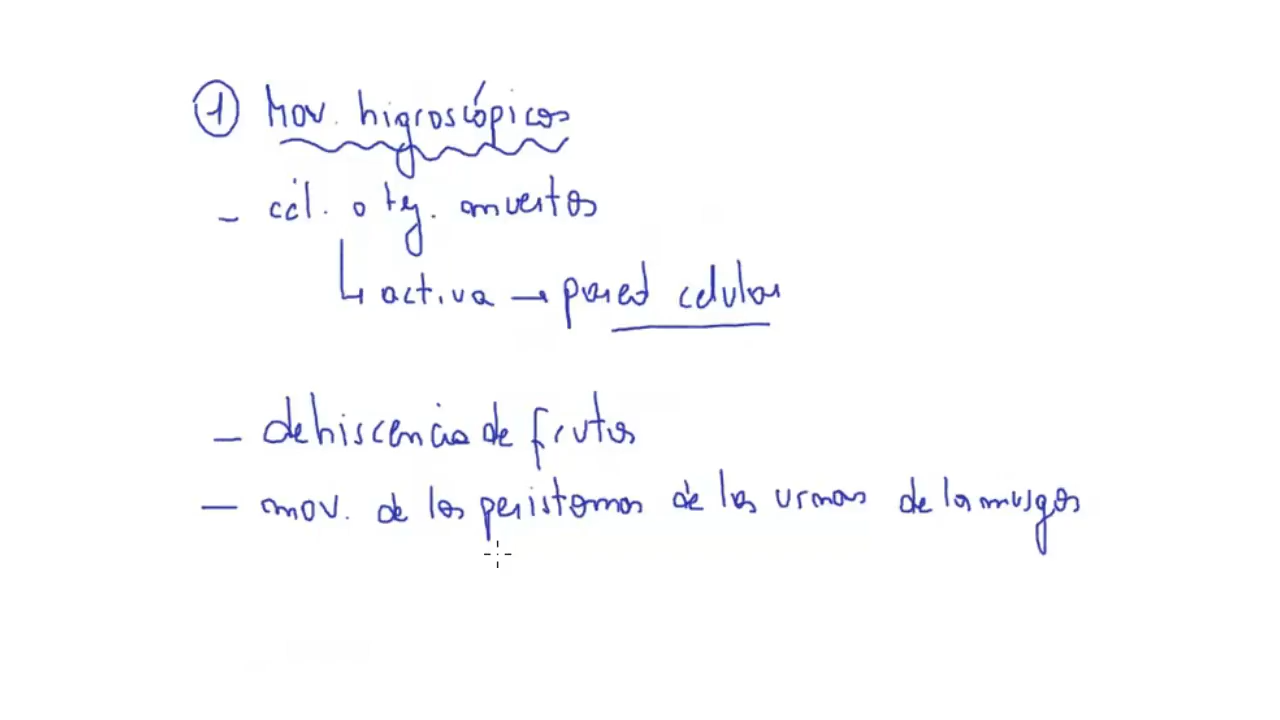 1 Mov. higroscópicos
- cél. o tej. muertos
↳ activa → pared celular
- dehiscencia de frutos
- mov. de los peristomas de las urnas de los musgos